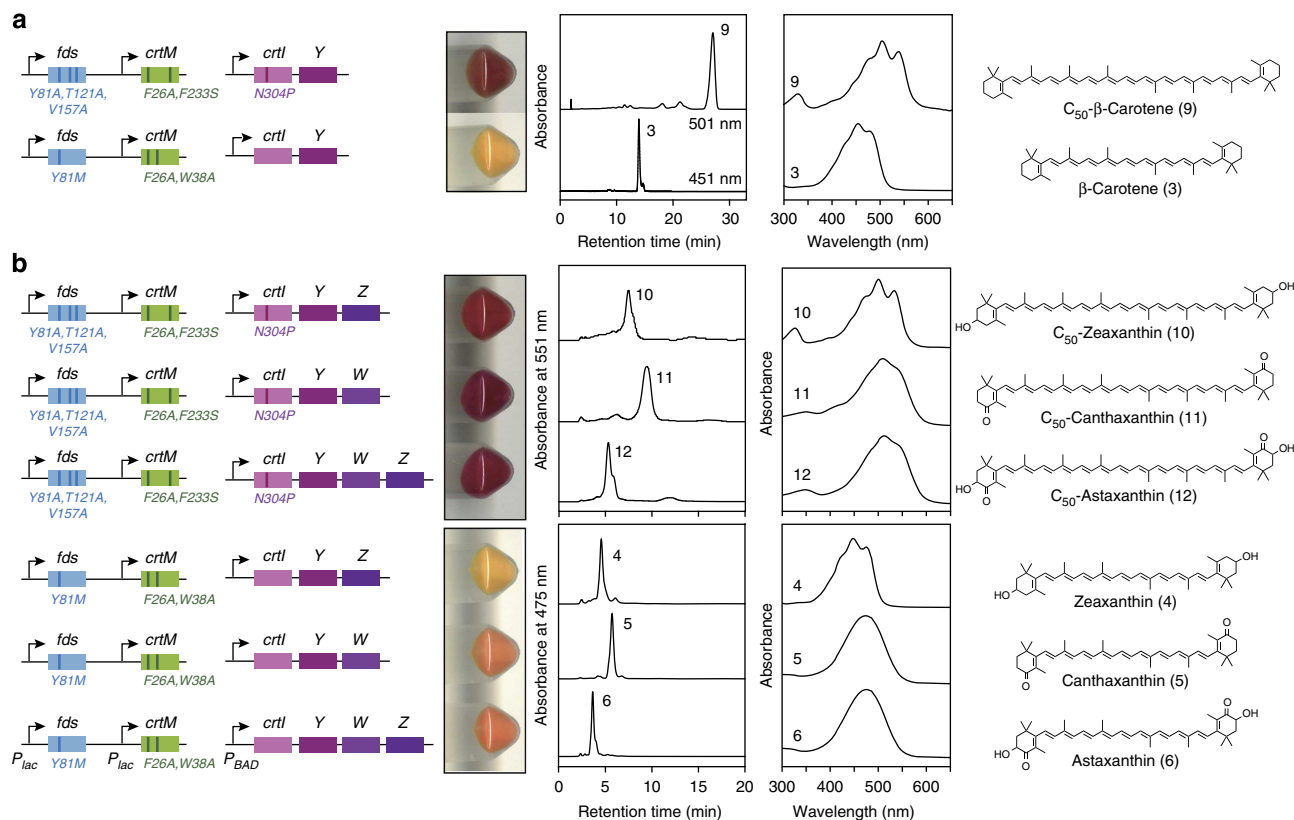 a
fds crtM crtI Y
Y81A,T121A, F26A,F233S N304P
V157A
fds crtM crtI Y
Y81M F26A,W38A
Absorbance
9
501 nm
3
451 nm
0 10 20 30
Retention time (min)
9
3
300 400 500 600
Wavelength (nm)
C50-β-Carotene (9)
β-Carotene (3)
b
fds crtM crtI Y Z
Y81A,T121A, F26A,F233S N304P
V157A
fds crtM crtI Y W
Y81A,T121A, F26A,F233S N304P
V157A
fds crtM crtI Y W Z
Y81A,T121A, F26A,F233S N304P
V157A
fds crtM crtI Y Z
Y81M F26A,W38A
fds crtM crtI Y W
Y81M F26A,W38A
fds crtM crtI Y W Z
Plac Y81M Plac F26A,W38A PBAD
Absorbance at 551 nm
10
11
12
Absorbance at 475 nm
4
5
6
0 5 10 15 20
Retention time (min)
Absorbance
10
11
12
Absorbance
4
5
6
300 400 500 600
Wavelength (nm)
OH
HO
C50-Zeaxanthin (10)
O
O
C50-Canthaxanthin (11)
O
OH
HO
O
C50-Astaxanthin (12)
OH
HO
Zeaxanthin (4)
O
O
Canthaxanthin (5)
O
OH
HO
O
Astaxanthin (6)